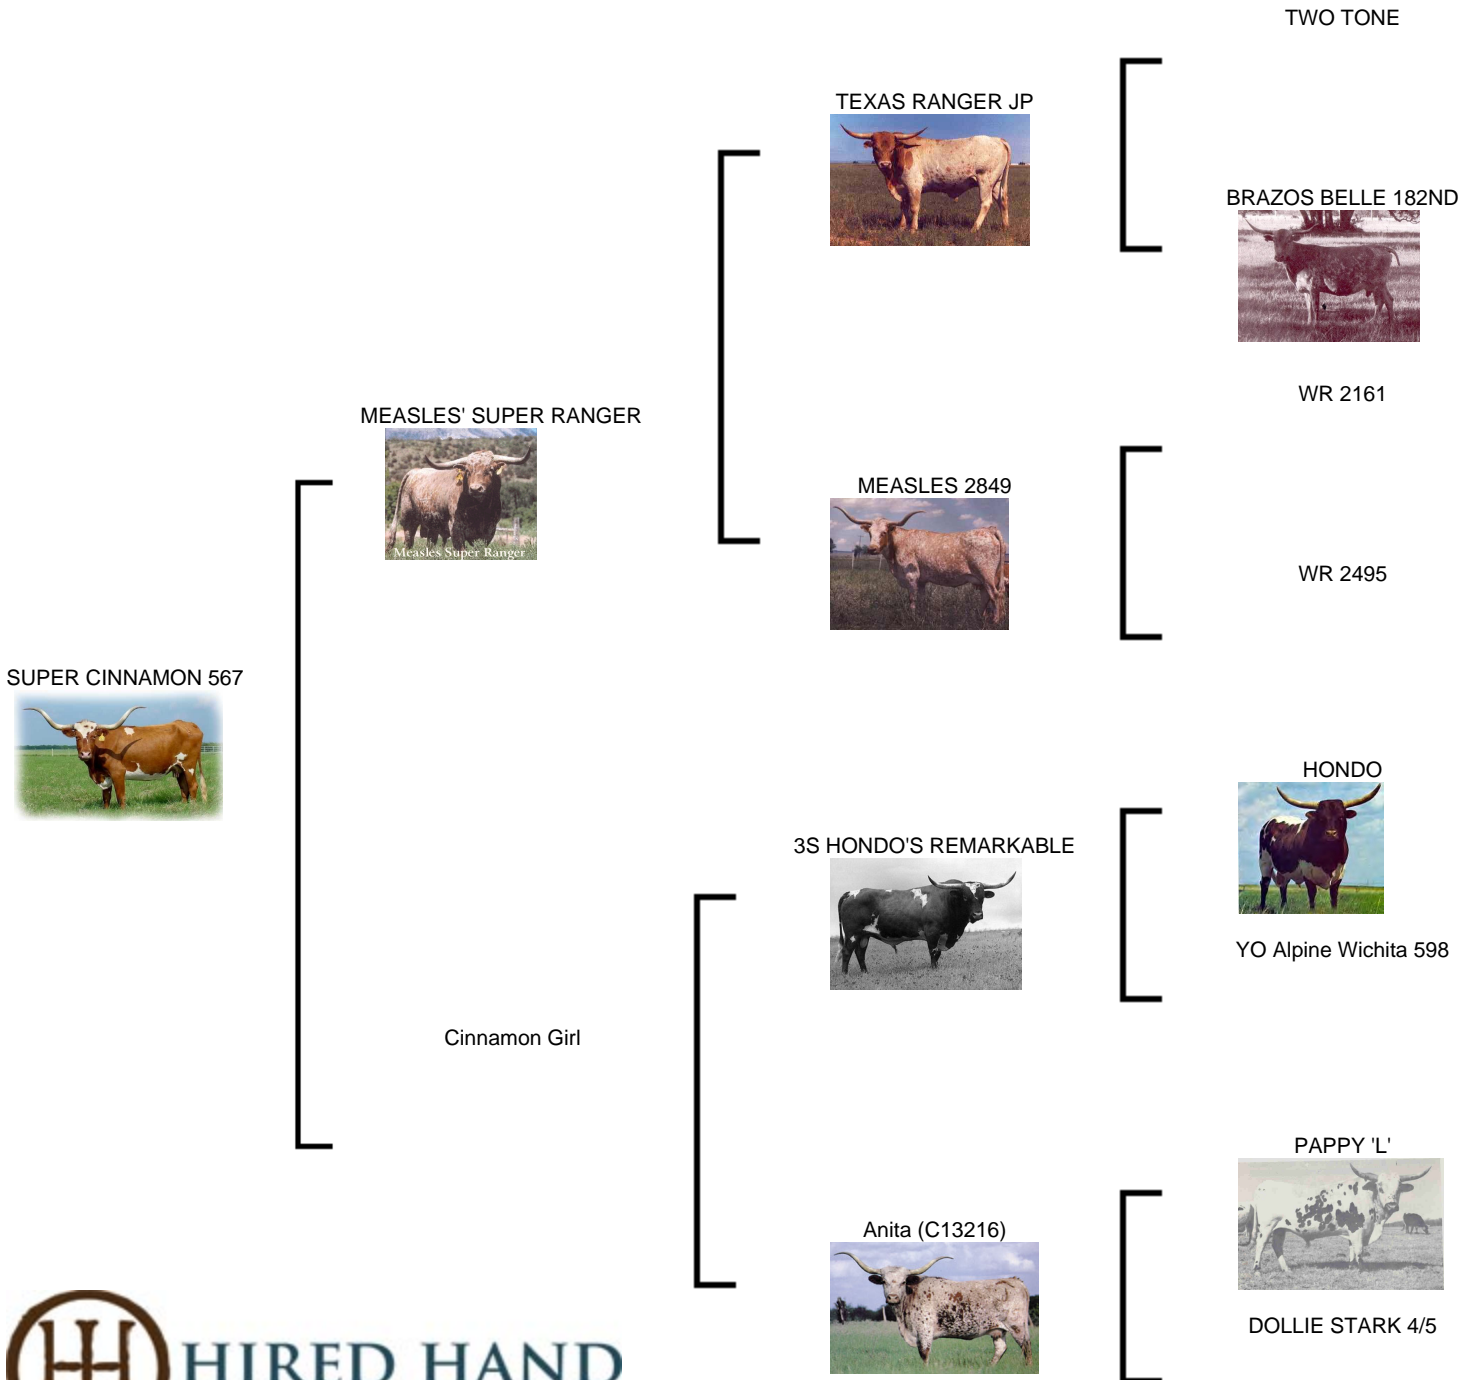 TWO TONE
TEXAS RANGER JP
BRAZOS BELLE 182ND
WR 2161
MEASLES' SUPER RANGER
Measles Super Ranger
MEASLES 2849
WR 2495
SUPER CINNAMON 567
HONDO
3S HONDO'S REMARKABLE
YO Alpine Wichita 598
Cinnamon Girl
PAPPY 'L'
Anita (C13216)
DOLLIE STARK 4/5
HIRED HAND